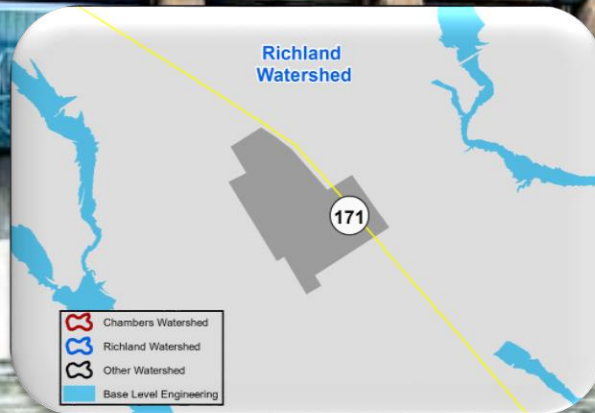 Richland
Watershed
171
Chambers Watershed
Richland Watershed
Other Watershed
Base Level Engineering